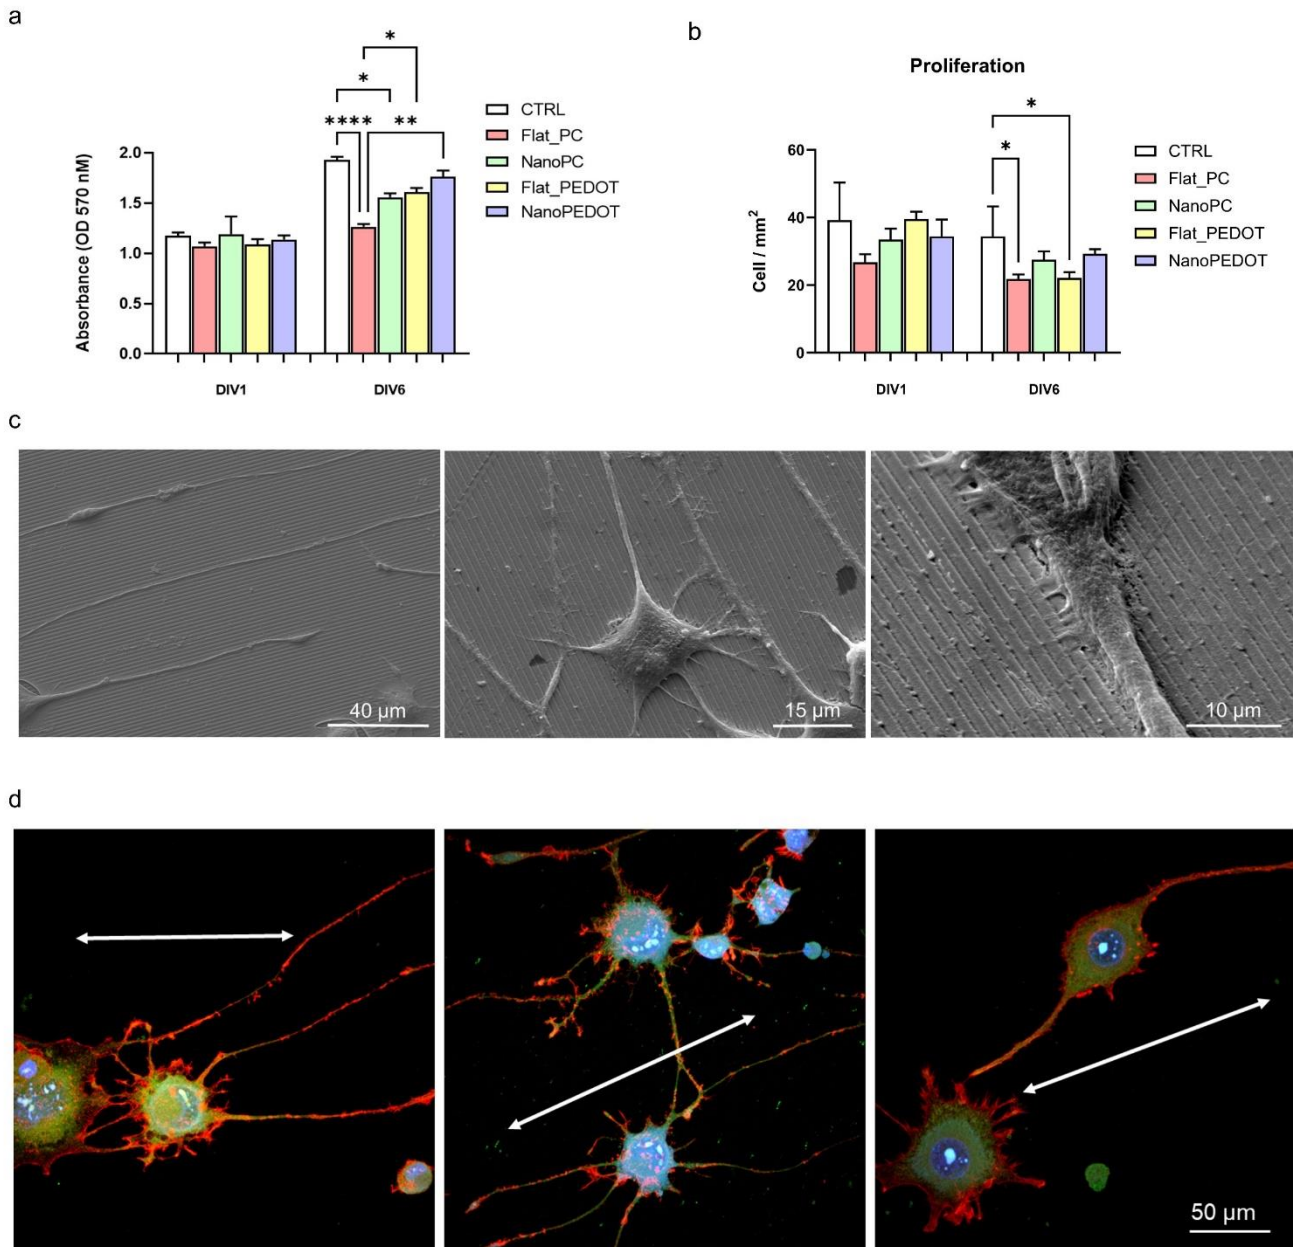 a
*
*
****
**
Absorbance (OD 570 nM)
2.0
1.5
1.0
0.5
0.0
DIV1
DIV6
CTRL
Flat_PC
NanoPC
Flat_PEDOT
NanoPEDOT
b
Proliferation
*
*
Cell / mm²
60
40
20
0
DIV1
DIV6
CTRL
Flat_PC
NanoPC
Flat_PEDOT
NanoPEDOT
c
40 µm
15 µm
10 µm
d
50 µm